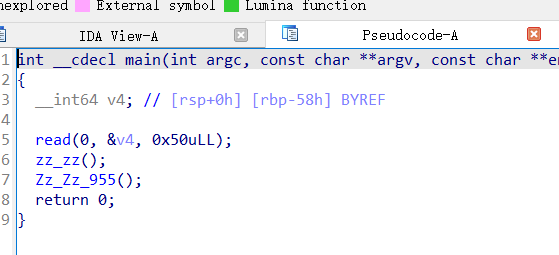 nexplored External symbol Lumina function
IDA View-A Pseudocode-A
1 int __cdecl main(int argc, const char **argv, const char **en
2 {
3 __int64 v4; // [rsp+0h] [rbp-58h] BYREF
4
5 read(0, &v4, 0x50uLL);
6 zz_zz();
7 Zz_Zz_955();
8 return 0;
9 }